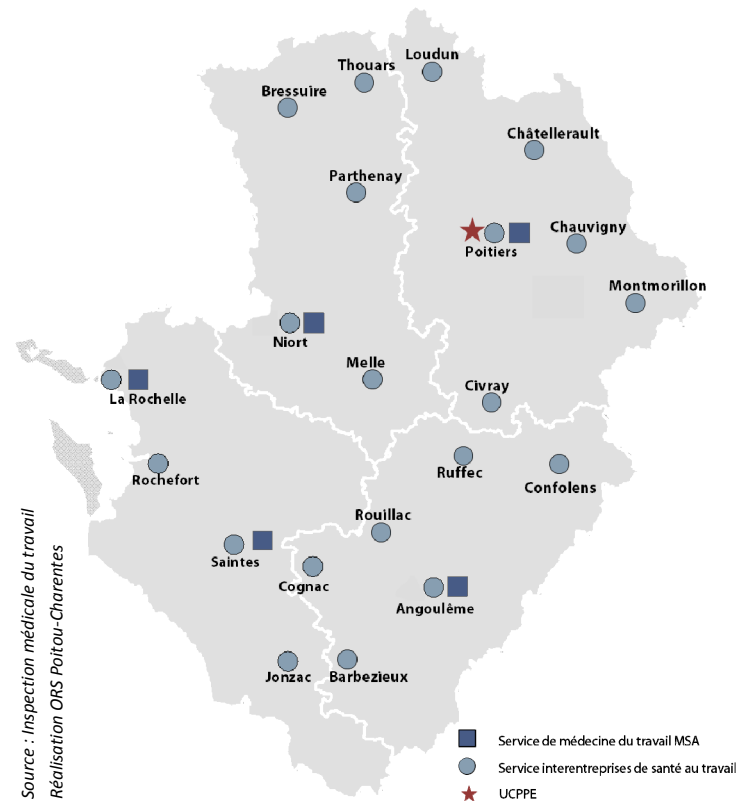 Loudun
Thouars
Bressuire
Châtellerault
Parthenay
Chauvigny
Poitiers
Montmorillon
Niort
Melle
Civray
La Rochelle
Ruffec
Rochefort
Confolens
Rouillac
Saintes
Cognac
Angoulême
Jonzac
Barbezieux
Source : Inspection médicale du travail
Réalisation ORS Poitou-Charentes
Service de médecine du travail MSA
Service interentreprises de santé au travail
UCPPE